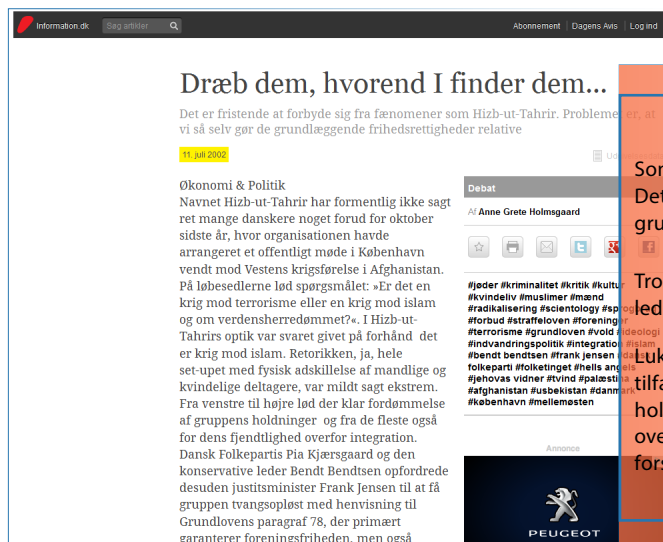 Information.dk
Søg artikler
Abonnement
Dagens Avis
Log ind
Dræb dem, hvorend I finder dem...
Det er fristende at forbyde sig fra fænomener som Hizb-ut-Tahrir. Problemet er, at
vi så selv gør de grundlæggende frihedsrettigheder relative
11. juli 2002
Økonomi & Politik
Navnet Hizb-ut-Tahrir har formentlig ikke sagt
ret mange danskere noget forud for oktober
sidste år, hvor organisationen havde
arrangeret et offentligt møde i København
vendt mod Vestens krigsførelse i Afghanistan.
På løbesedlerne lød spørgsmålet: »Er det en
krig mod terrorisme eller en krig mod islam
og om verdensherredømmet?«. I Hizb-ut-
Tahrirs optik var svaret givet på forhånd det
er krig mod islam. Retorikken, ja, hele
set-upet med fysisk adskillelse af mandlige og
kvindelige deltagere, var mildt sagt ekstrem.
Fra venstre til højre lød der klar fordømmelse
af gruppens holdninger og fra de fleste også
for dens fjendtlighed overfor integration.
Dansk Folkepartis Pia Kjærsgaard og den
konservative leder Bendt Bendtsen opfordrede
desuden justitsminister Frank Jensen til at få
gruppen tvangsopløst med henvisning til
Grundlovens paragraf 78, der primært
garanterer foreningsfriheden, men også
Debat
Af Anne Grete Holmsgaard
#jøder #kriminalitet #kritik #kultur
#kvindeliv #muslimer #mænd
#radikalisering #scientology #sprogbrug
#forbud #straffeloven #foreninger
#terrorisme #grundloven #vold #ideologi
#indvandringspolitik #integration #islam
#bendt bendtsen #frank jensen #dansk
folkeparti #folketinget #hells angels
#jehovas vidner #tvind #palæstina
#afghanistan #usbekistan #danmark
#københavn #mellemøsten
Annonce
PEUGEOT
Det
led